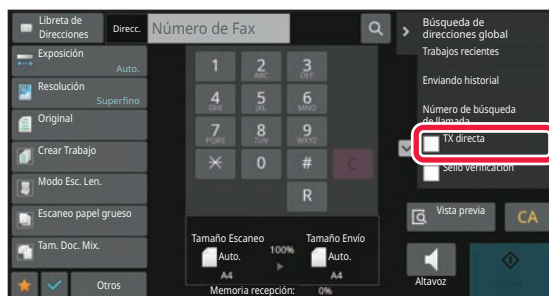 Libreta de
Direcciones
Direcc.
Número de Fax
Búsqueda de
direcciones global
Exposición
Auto.
Resolución
Superfino
Original
Crear Trabajo
Modo Esc. Len.
Escaneo papel grueso
Tam. Doc. Mix.
Otros
1
2
ABC
3
DEF
4
GHI
5
JKL
6
MNO
7
PQRS
8
TUV
9
WXYZ
0
#
C
R
Tamaño Escaneo
100%
Tamaño Envío
Auto.
Auto.
A4
A4
Memoria recepción: 0%
Trabajos recientes
Enviando historial
Número de búsqueda
de llamada
TX directa
Sello verificación
Vista previa
CA
Altavoz